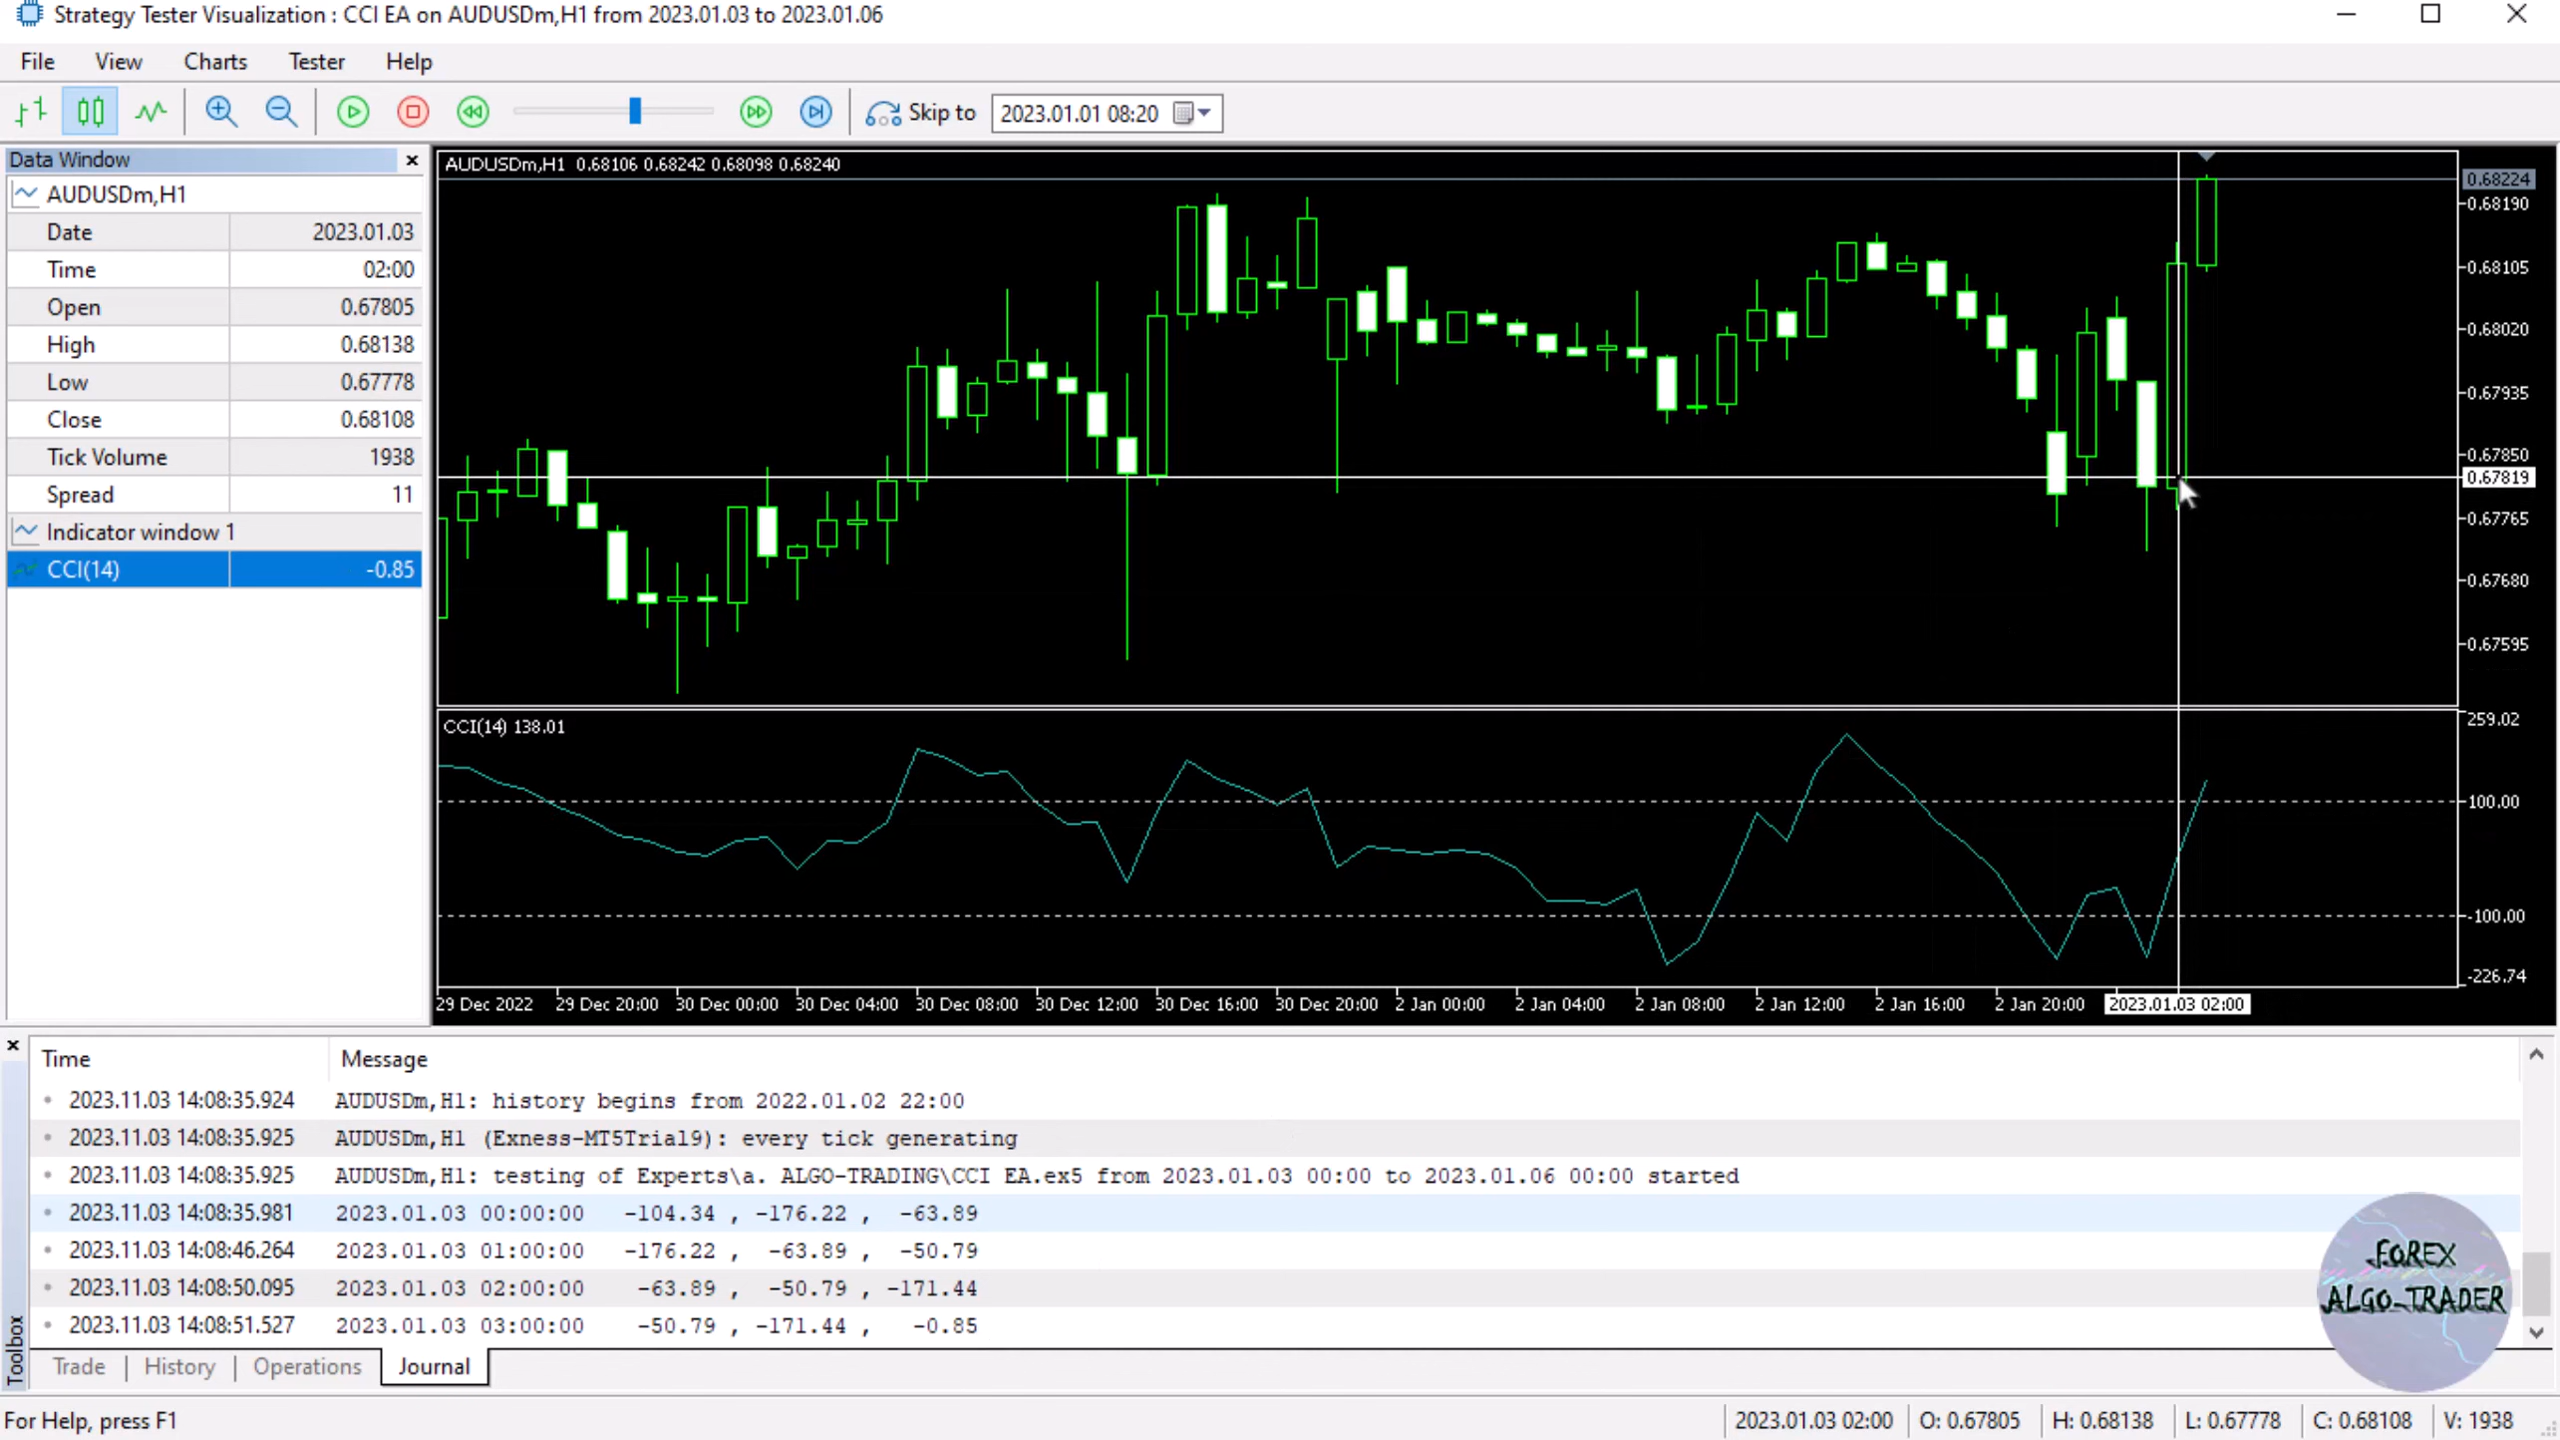 Strategy Tester Visualization : CCI EA on AUDUSDm,H1 from 2023.01.03 to 2023.01.06
File View Charts Tester Help
Skip to 2023.01.01 08:20
Data Window
AUDUSDm,H1
Date 2023.01.03
Time 02:00
Open 0.67805
High 0.68138
Low 0.67778
Close 0.68108
Tick Volume 1938
Spread 11
Indicator window 1
CCI(14) -0.85
AUDUSDm,H1 0.68106 0.68242 0.68098 0.68240
0.68224
0.68190
0.68105
0.68020
0.67935
0.67850
0.67819
0.67765
0.67680
0.67595
CCI(14) 138.01
259.02
100.00
-100.00
-226.74
29 Dec 2022 29 Dec 20:00 30 Dec 00:00 30 Dec 04:00 30 Dec 08:00 30 Dec 12:00 30 Dec 16:00 30 Dec 20:00 2 Jan 00:00 2 Jan 04:00 2 Jan 08:00 2 Jan 12:00 2 Jan 16:00 2 Jan 20:00 2023.01.03 02:00
Time Message
2023.11.03 14:08:35.924 AUDUSDm,H1: history begins from 2022.01.02 22:00
2023.11.03 14:08:35.925 AUDUSDm,H1 (Exness-MT5Trial9): every tick generating
2023.11.03 14:08:35.925 AUDUSDm,H1: testing of Experts\a. ALGO-TRADING\CCI EA.ex5 from 2023.01.03 00:00 to 2023.01.06 00:00 started
2023.11.03 14:08:35.981 2023.01.03 00:00:00 -104.34 , -176.22 , -63.89
2023.11.03 14:08:46.264 2023.01.03 01:00:00 -176.22 , -63.89 , -50.79
2023.11.03 14:08:50.095 2023.01.03 02:00:00 -63.89 , -50.79 , -171.44
2023.11.03 14:08:51.527 2023.01.03 03:00:00 -50.79 , -171.44 , -0.85
FOREX
ALGO-TRADER
Toolbox
Trade History Operations Journal
For Help, press F1
2023.01.03 02:00 O: 0.67805 H: 0.68138 L: 0.67778 C: 0.68108 V: 1938